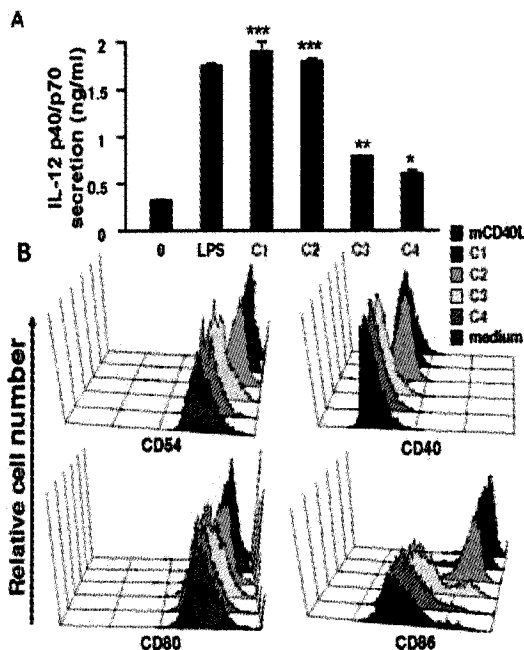 A
IL-12 p40/p70
secretion (ng/ml)
2
1.5
1
0.5
0
***
***
**
*
0 LPS C1 C2 C3 C4
B
mCD40L
C1
C2
C3
C4
medium
Relative cell number
CD54
CD40
CD80
CD86